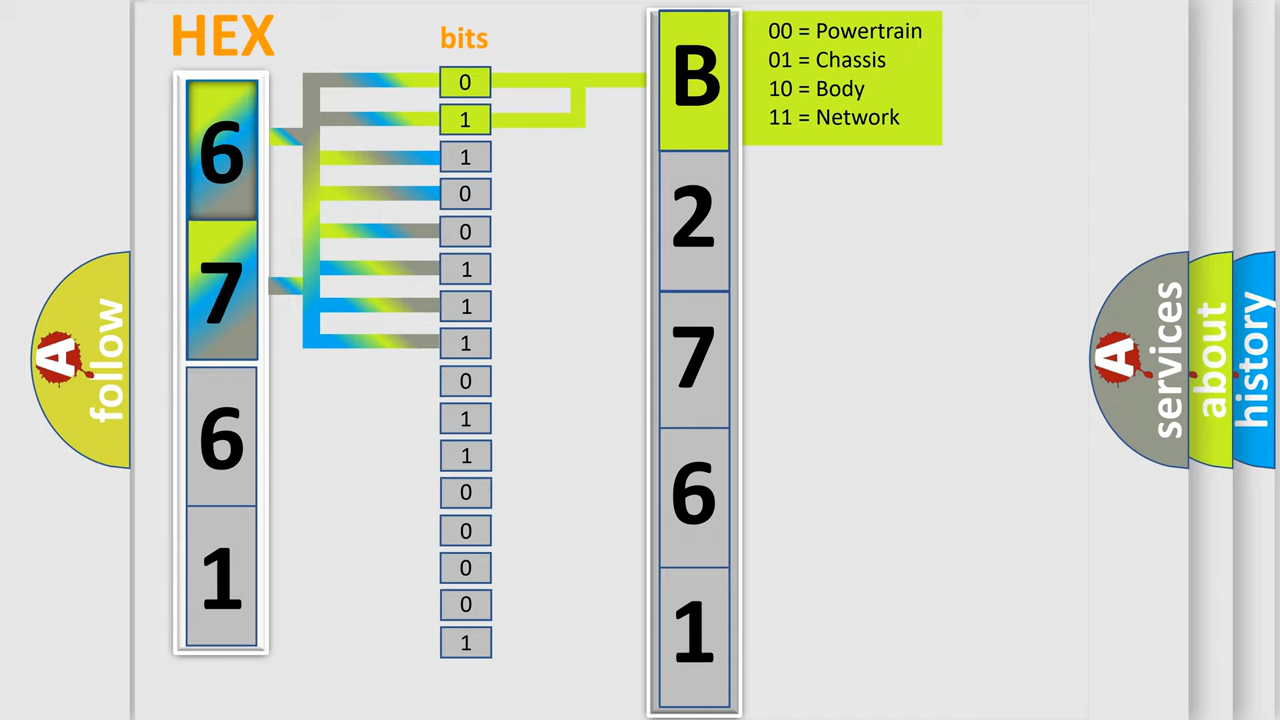 HEX
6
7
6
1
bits
0
1
1
0
0
1
1
1
0
1
1
0
0
0
0
1
B
2
7
6
1
00 = Powertrain
01 = Chassis
10 = Body
11 = Network
A
follow
A
services
about
history